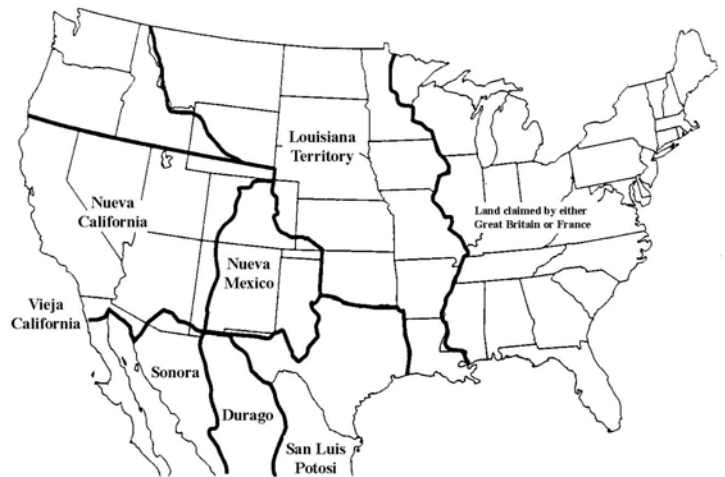 Louisiana
Territory
Nueva
California
Land claimed by either
Great Britain or France
Nueva
Mexico
Vieja
California
Sonora
Durago
San Luis
Potosi